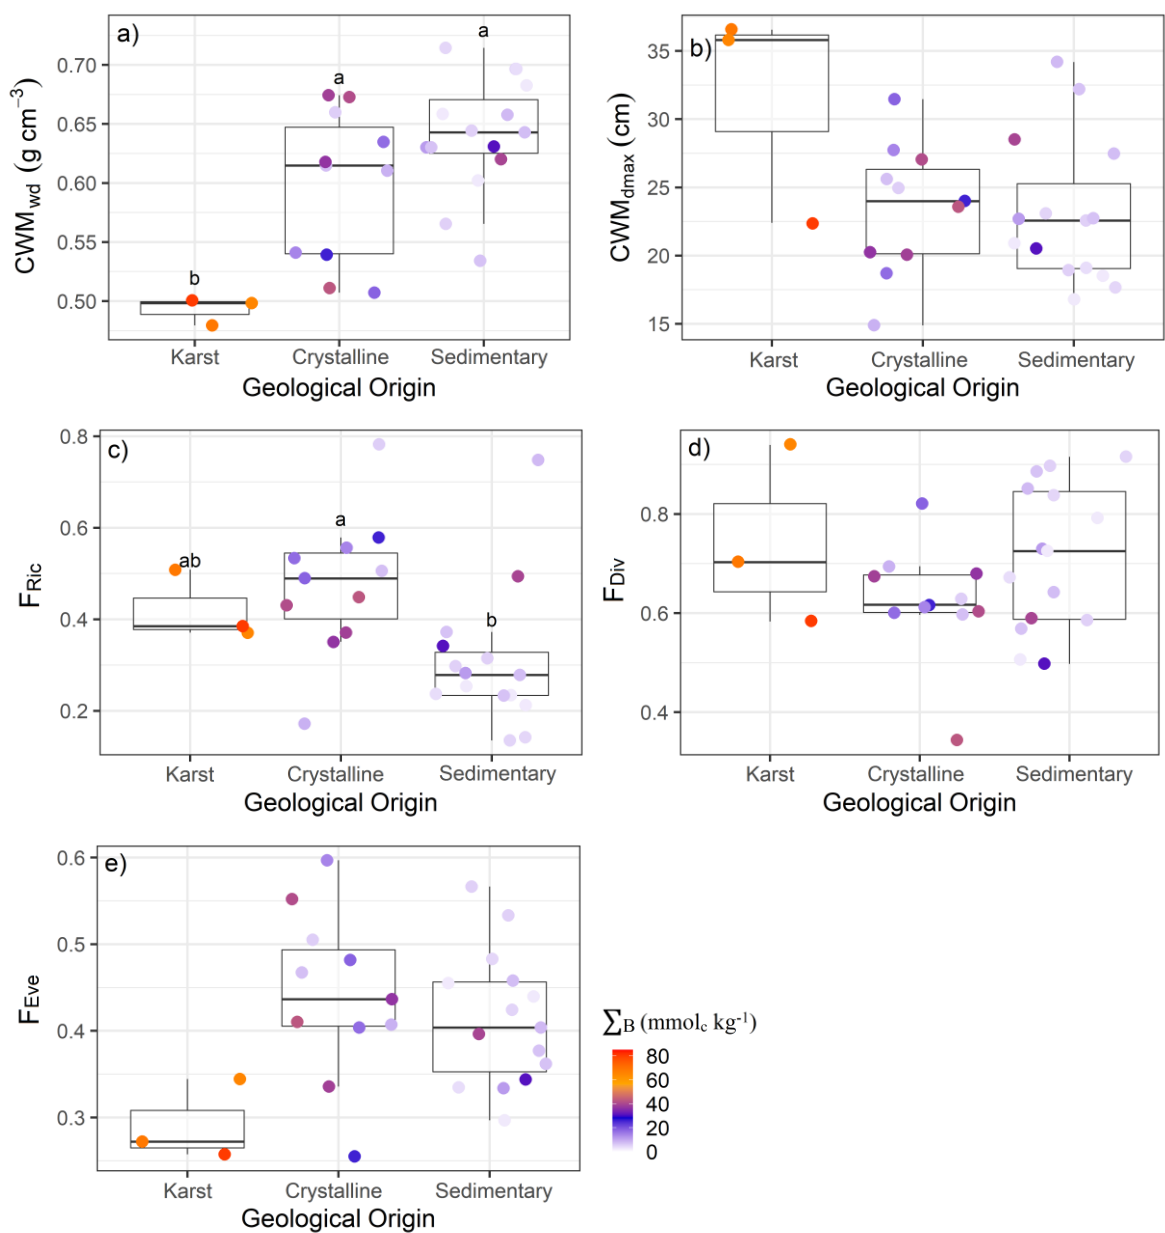 a)
CWMwd (g cm⁻³)
0.70
0.65
0.60
0.55
0.50
b
a
a
Karst Crystalline Sedimentary
Geological Origin
b)
CWMdmax (cm)
35
30
25
20
15
Karst Crystalline Sedimentary
Geological Origin
c)
FRic
0.8
0.6
0.4
0.2
ab
a
b
Karst Crystalline Sedimentary
Geological Origin
d)
FDiv
0.8
0.6
0.4
Karst Crystalline Sedimentary
Geological Origin
e)
FEve
0.6
0.5
0.4
0.3
Karst Crystalline Sedimentary
Geological Origin
∑B (mmolc kg⁻¹)
80
60
40
20
0